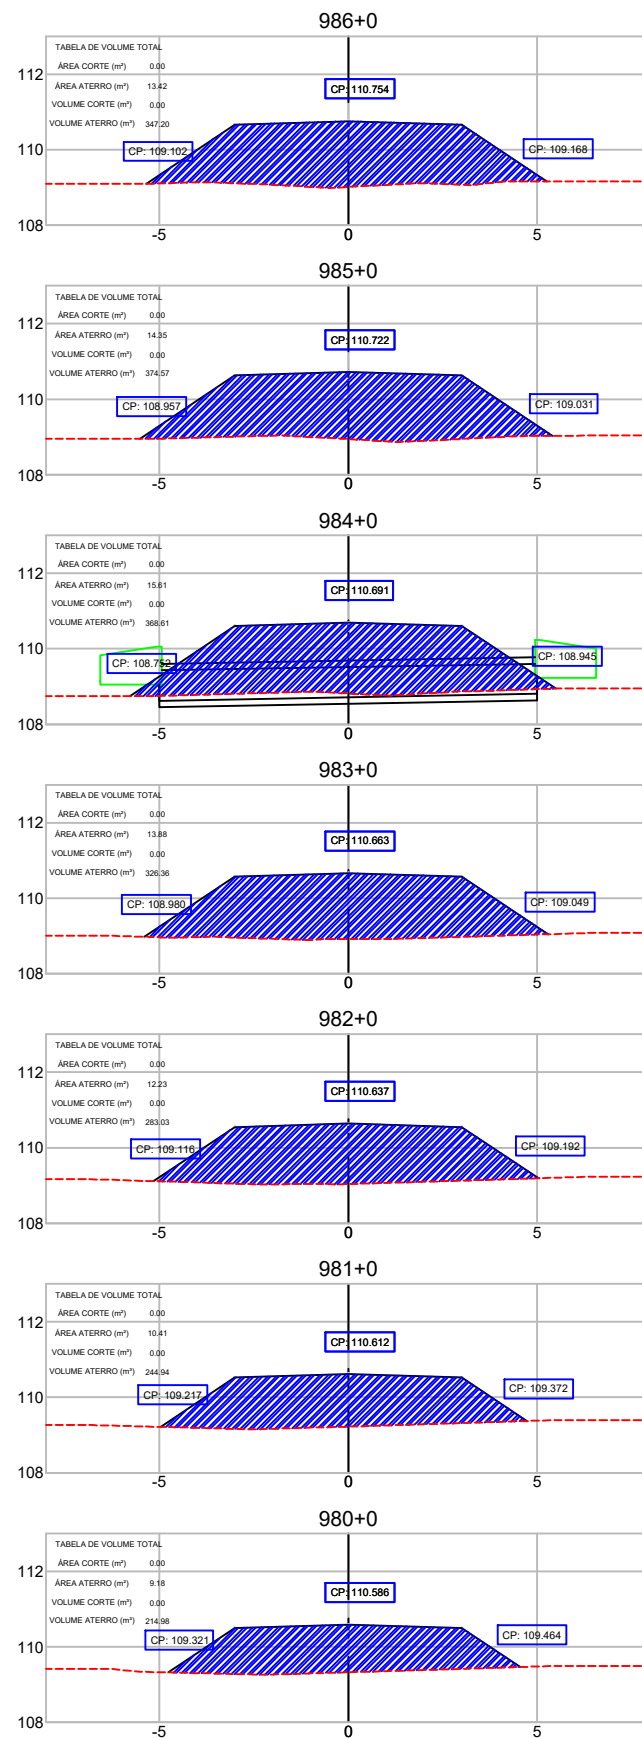 986+0
TABELA DE VOLUME TOTAL
ÁREA CORTE (m²) 0.00
ÁREA ATERRO (m²) 13.42
VOLUME CORTE (m²) 0.00
VOLUME ATERRO (m³) 347.20
CP: 110.754
CP: 109.102
CP: 109.168
112
110
108
-5 0 5
985+0
TABELA DE VOLUME TOTAL
ÁREA CORTE (m²) 0.00
ÁREA ATERRO (m²) 14.35
VOLUME CORTE (m²) 0.00
VOLUME ATERRO (m³) 374.57
CP: 110.722
CP: 108.957
CP: 109.031
112
110
108
-5 0 5
984+0
TABELA DE VOLUME TOTAL
ÁREA CORTE (m²) 0.00
ÁREA ATERRO (m²) 15.61
VOLUME CORTE (m²) 0.00
VOLUME ATERRO (m³) 368.61
CP: 110.691
CP: 108.752
CP: 108.945
112
110
108
-5 0 5
983+0
TABELA DE VOLUME TOTAL
ÁREA CORTE (m²) 0.00
ÁREA ATERRO (m²) 13.88
VOLUME CORTE (m²) 0.00
VOLUME ATERRO (m³) 326.36
CP: 110.663
CP: 108.980
CP: 109.049
112
110
108
-5 0 5
982+0
TABELA DE VOLUME TOTAL
ÁREA CORTE (m²) 0.00
ÁREA ATERRO (m²) 12.23
VOLUME CORTE (m²) 0.00
VOLUME ATERRO (m³) 283.03
CP: 110.637
CP: 109.116
CP: 109.192
112
110
108
-5 0 5
981+0
TABELA DE VOLUME TOTAL
ÁREA CORTE (m²) 0.00
ÁREA ATERRO (m²) 10.41
VOLUME CORTE (m²) 0.00
VOLUME ATERRO (m³) 244.94
CP: 110.612
CP: 109.217
CP: 109.372
112
110
108
-5 0 5
980+0
TABELA DE VOLUME TOTAL
ÁREA CORTE (m²) 0.00
ÁREA ATERRO (m²) 9.18
VOLUME CORTE (m²) 0.00
VOLUME ATERRO (m³) 214.98
CP: 110.586
CP: 109.321
CP: 109.464
112
110
108
-5 0 5